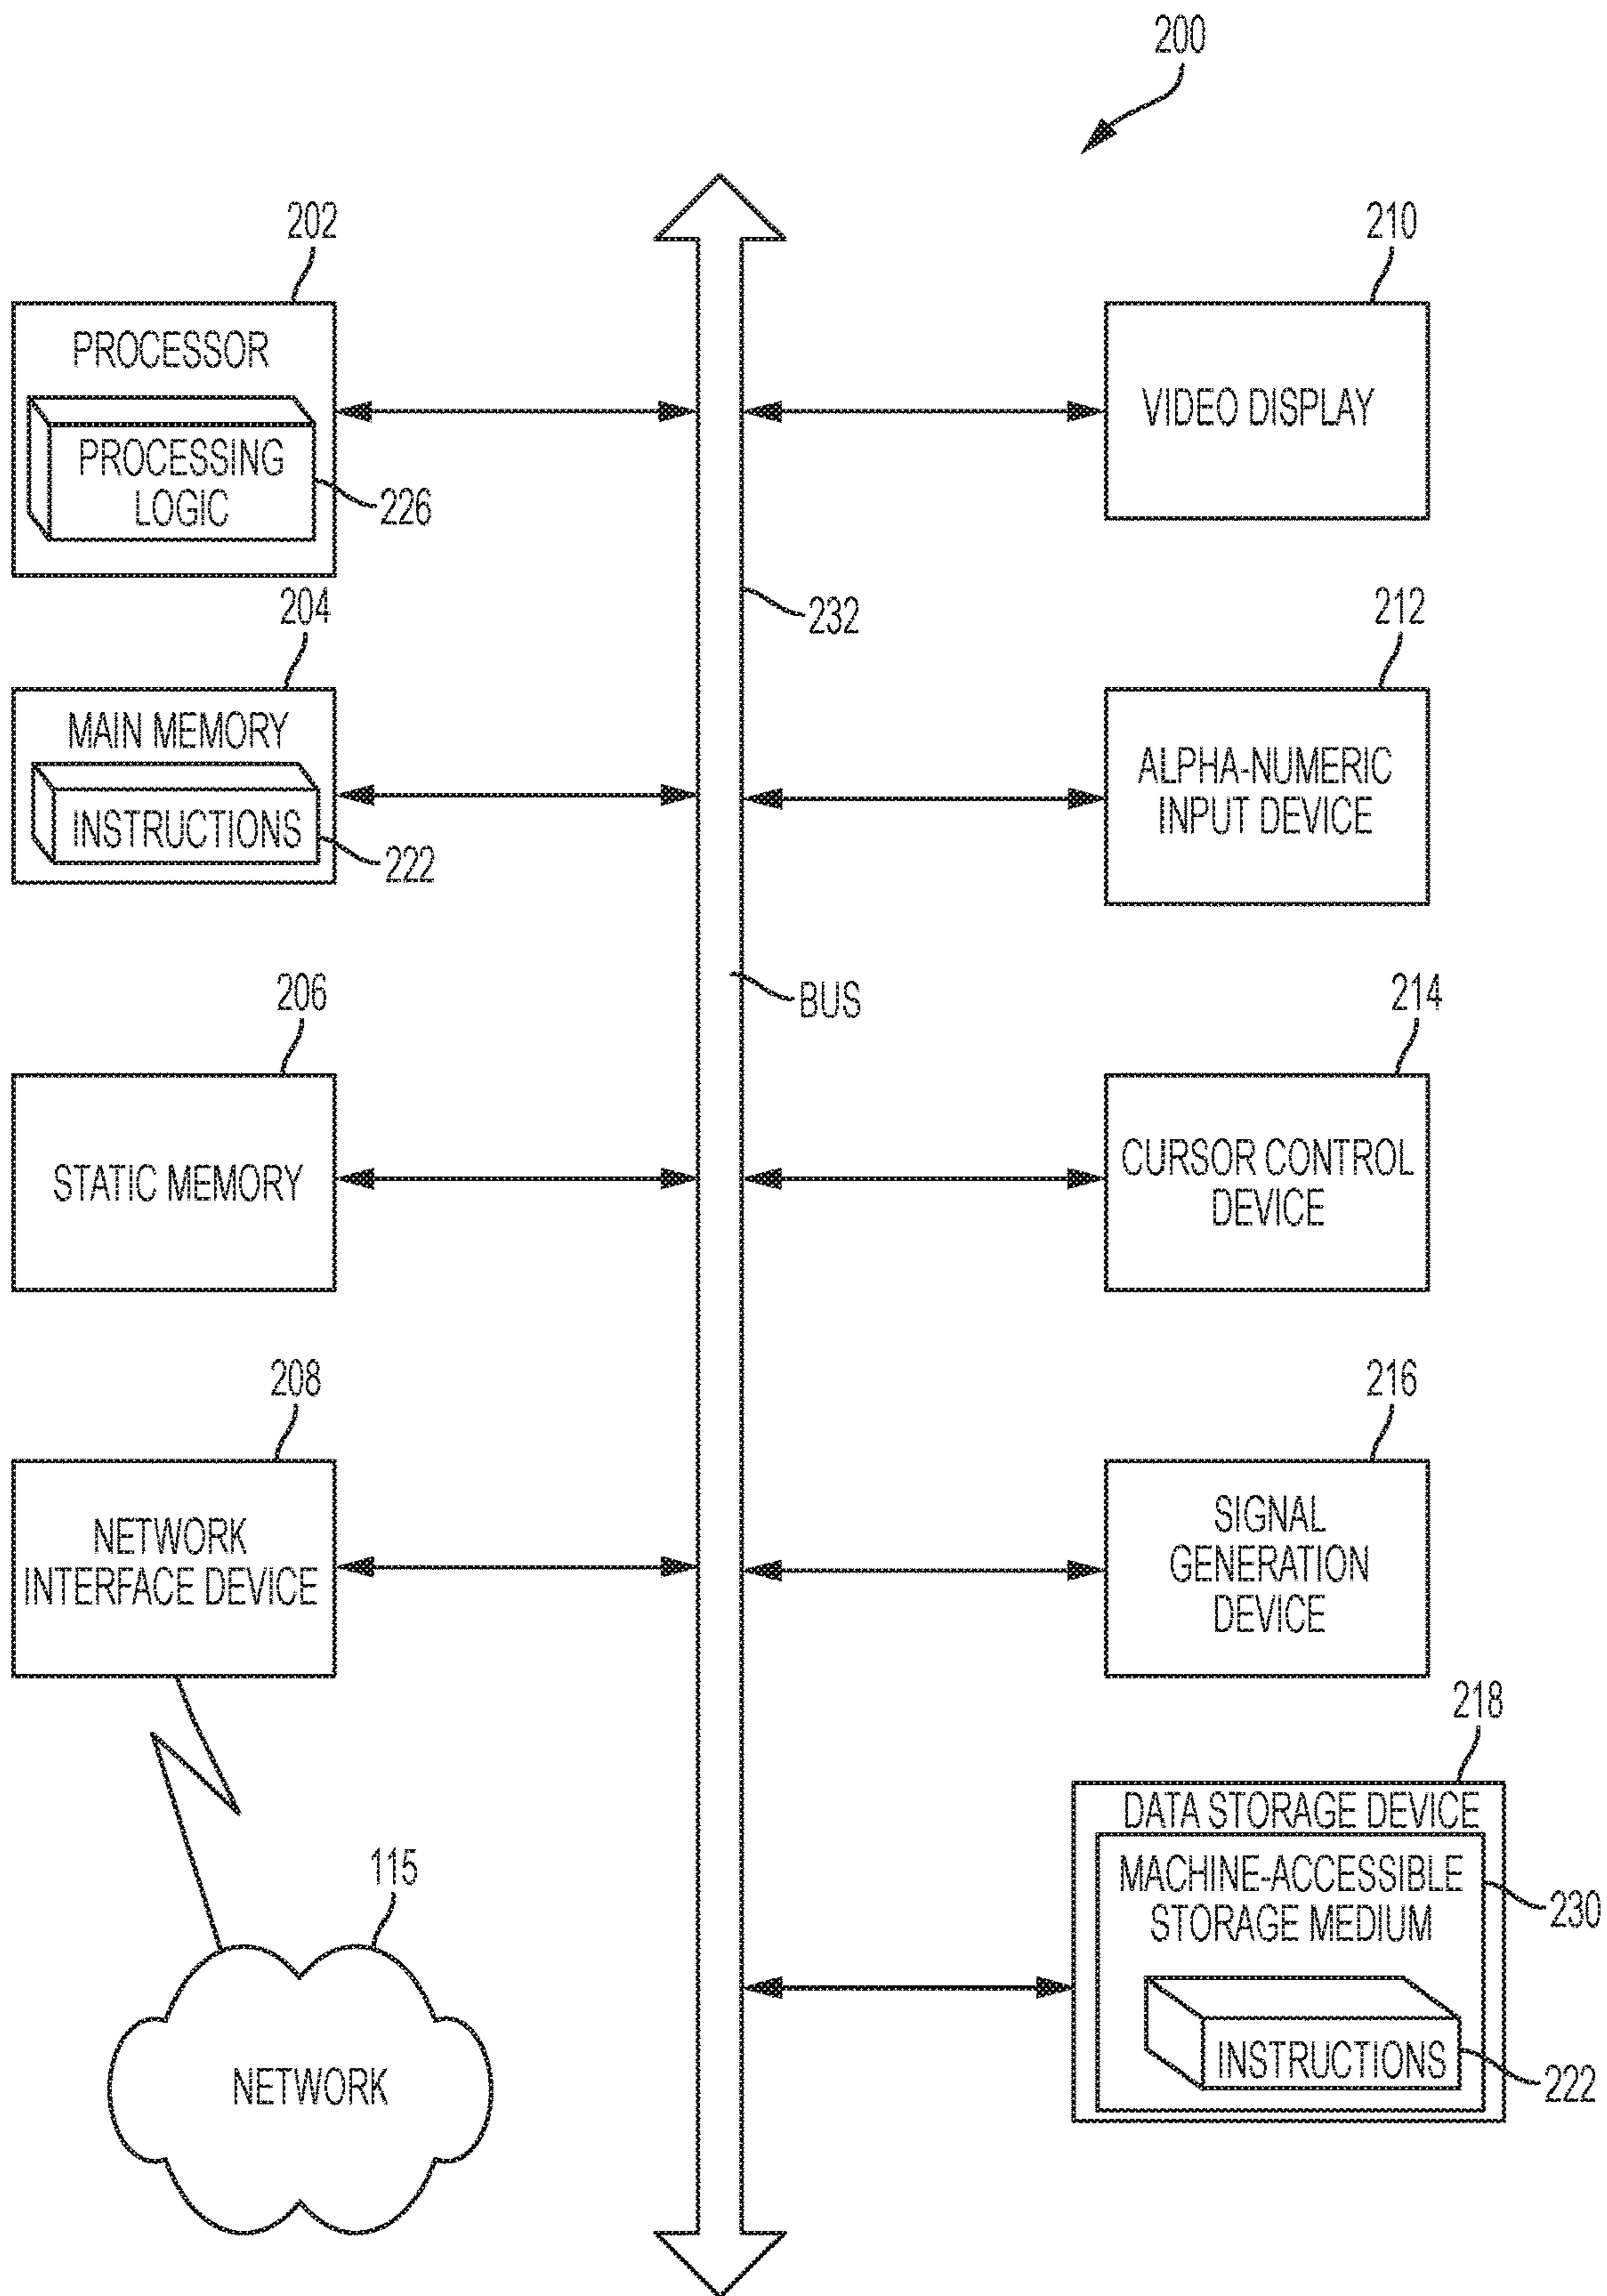 200
202
PROCESSOR
PROCESSING
LOGIC
226
204
MAIN MEMORY
INSTRUCTIONS
222
206
STATIC MEMORY
208
NETWORK
INTERFACE DEVICE
115
NETWORK
232
BUS
210
VIDEO DISPLAY
212
ALPHA-NUMERIC
INPUT DEVICE
214
CURSOR CONTROL
DEVICE
216
SIGNAL
GENERATION
DEVICE
218
DATA STORAGE DEVICE
MACHINE-ACCESSIBLE
STORAGE MEDIUM
230
INSTRUCTIONS
222